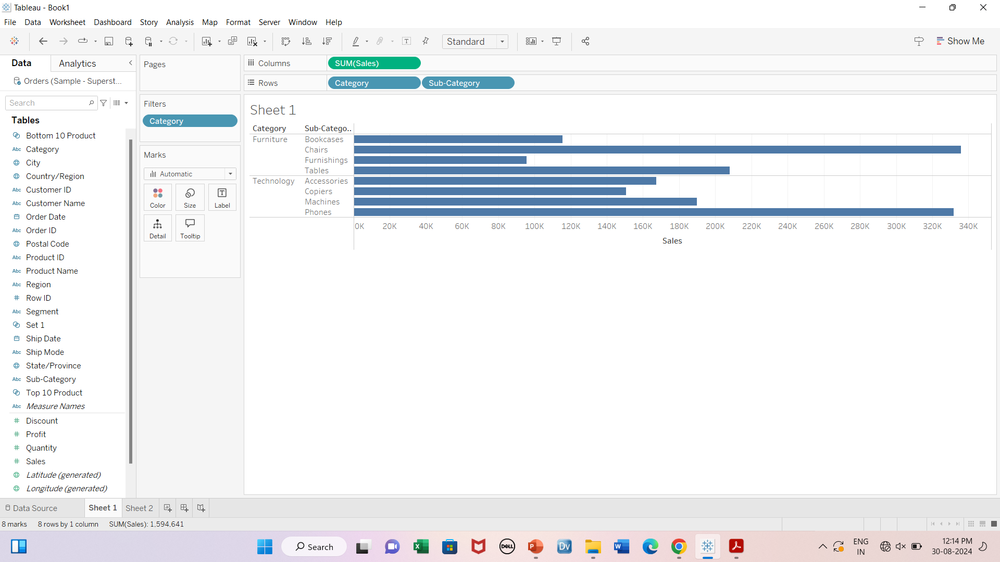 Tableau - Book1
File Data Worksheet Dashboard Story Analysis Map Format Server Window Help
Standard
Show Me
Data
Analytics
Orders (Sample - Superst...
Search
Tables
Bottom 10 Product
Abc Category
City
Country/Region
Abc Customer ID
Abc Customer Name
Order Date
Abc Order ID
Postal Code
Abc Product ID
Abc Product Name
Abc Region
# Row ID
Abc Segment
Set 1
Ship Date
Abc Ship Mode
State/Province
Abc Sub-Category
Top 10 Product
Abc Measure Names
# Discount
# Profit
# Quantity
# Sales
Latitude (generated)
Longitude (generated)
Pages
Filters
Category
Marks
Automatic
Color Size Label
Detail Tooltip
Columns SUM(Sales)
Rows Category Sub-Category
Sheet 1
Category Sub-Catego..
Furniture Bookcases
Chairs
Furnishings
Tables
Technology Accessories
Copiers
Machines
Phones
0K 20K 40K 60K 80K 100K 120K 140K 160K 180K 200K 220K 240K 260K 280K 300K 320K 340K
Sales
Data Source Sheet 1 Sheet 2
8 marks 8 rows by 1 column SUM(Sales): 1,594,641
Search
DELL
Dv
ENG
IN
12:14 PM
30-08-2024